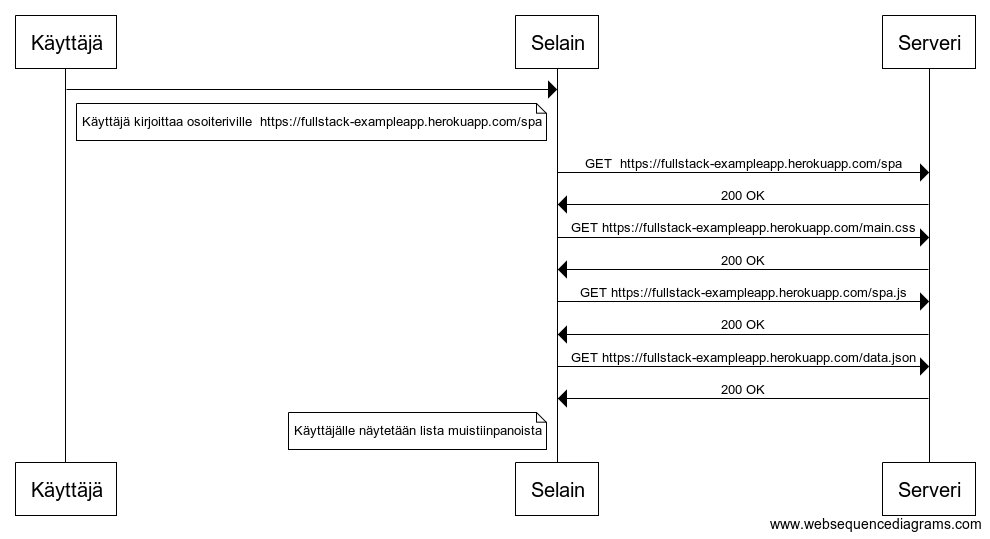 Käyttäjä
Selain
Serveri
Käyttäjä kirjoittaa osoiteriville  https://fullstack-exampleapp.herokuapp.com/spa
GET  https://fullstack-exampleapp.herokuapp.com/spa
200 OK
GET https://fullstack-exampleapp.herokuapp.com/main.css
200 OK
GET https://fullstack-exampleapp.herokuapp.com/spa.js
200 OK
GET https://fullstack-exampleapp.herokuapp.com/data.json
200 OK
Käyttäjälle näytetään lista muistiinpanoista
Käyttäjä
Selain
Serveri
www.websequencediagrams.com